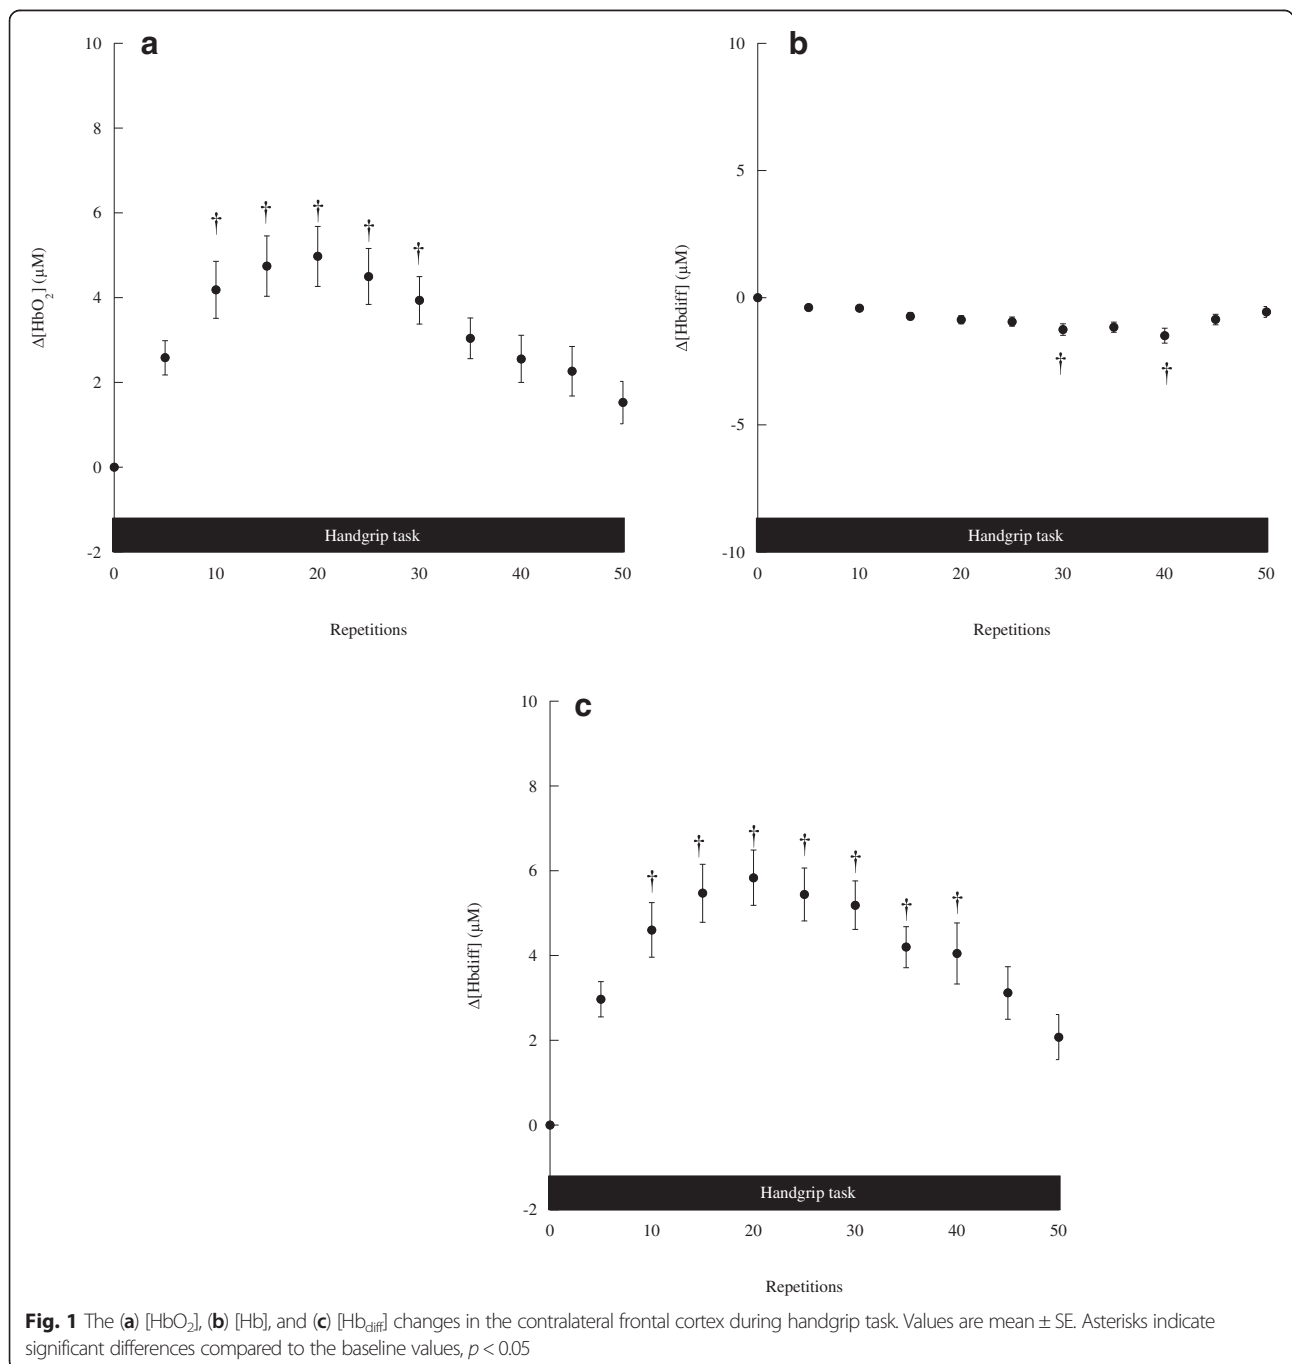 a
10
8
6
4
2
0
-2
Δ[HbO2] (μM)
† † † † †
Handgrip task
0 10 20 30 40 50
Repetitions
b
10
5
0
-5
-10
Δ[Hbdiff] (μM)
† †
Handgrip task
0 10 20 30 40 50
Repetitions
c
10
8
6
4
2
0
-2
Δ[Hbdiff] (μM)
† † † † † † †
Handgrip task
0 10 20 30 40 50
Repetitions
Fig. 1 The (a) [HbO2], (b) [Hb], and (c) [Hbdiff] changes in the contralateral frontal cortex during handgrip task. Values are mean ± SE. Asterisks indicate
significant differences compared to the baseline values, p < 0.05